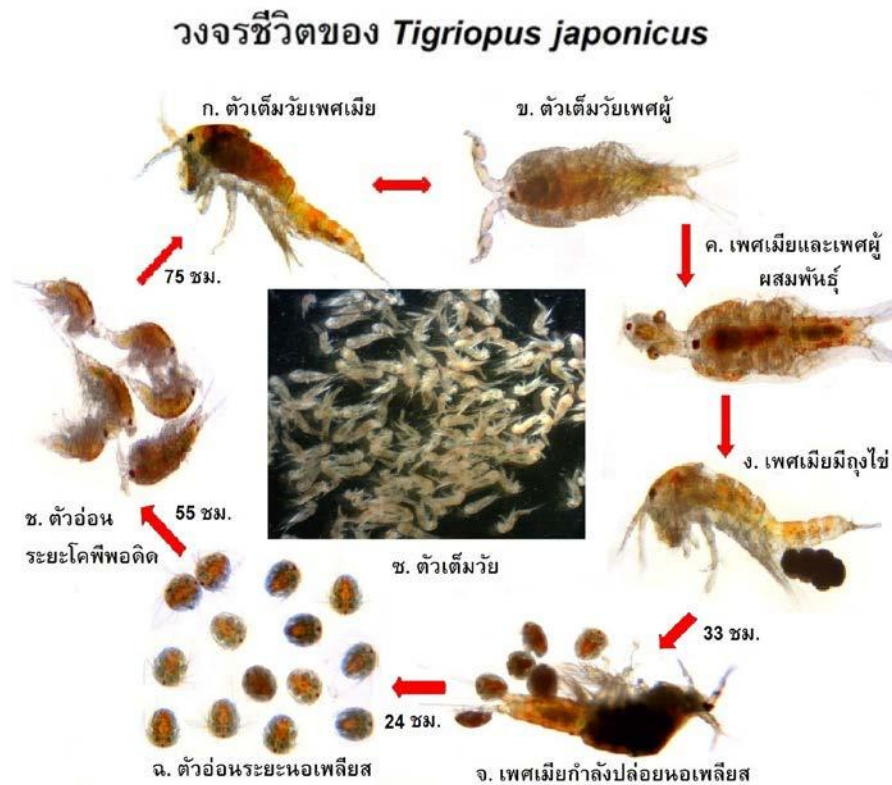 วงจรชีวิตของ Tigriopus japonicus
ก. ตัวเต็มวัยเพศเมีย
ข. ตัวเต็มวัยเพศผู้
ค. เพศเมียและเพศผู้
ผสมพันธุ์
75 ชม.
ง. เพศเมียมีถุงไข่
ช. ตัวอ่อน
ระยะโคพีพอดิด
55 ชม.
ซ. ตัวเต็มวัย
33 ชม.
24 ชม.
ฉ. ตัวอ่อนระยะนอเพลียส
จ. เพศเมียกำลังปล่อยนอเพลียส